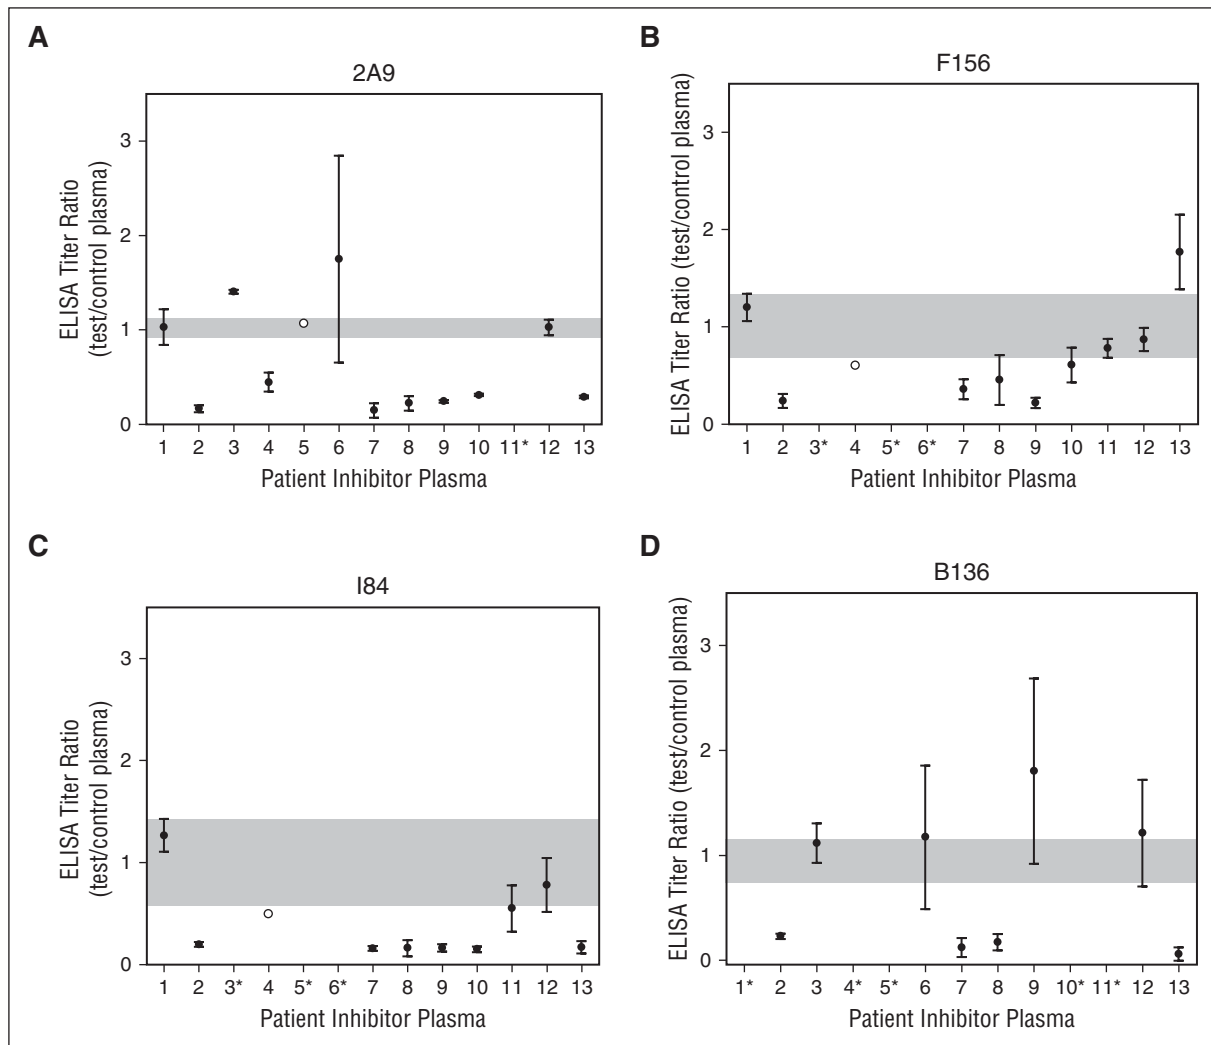 A
2A9
ELISA Titer Ratio
(test/control plasma)
3
2
1
0
1 2 3 4 5 6 7 8 9 10 11* 12 13
Patient Inhibitor Plasma
B
F156
ELISA Titer Ratio (test/control plasma)
3
2
1
0
1 2 3* 4 5* 6* 7 8 9 10 11 12 13
Patient Inhibitor Plasma
C
I84
ELISA Titer Ratio
(test/control plasma)
3
2
1
0
1 2 3* 4 5* 6* 7 8 9 10 11 12 13
Patient Inhibitor Plasma
D
B136
ELISA Titer Ratio (test/control plasma)
3
2
1
0
1* 2 3 4* 5* 6 7 8 9 10* 11* 12 13
Patient Inhibitor Plasma